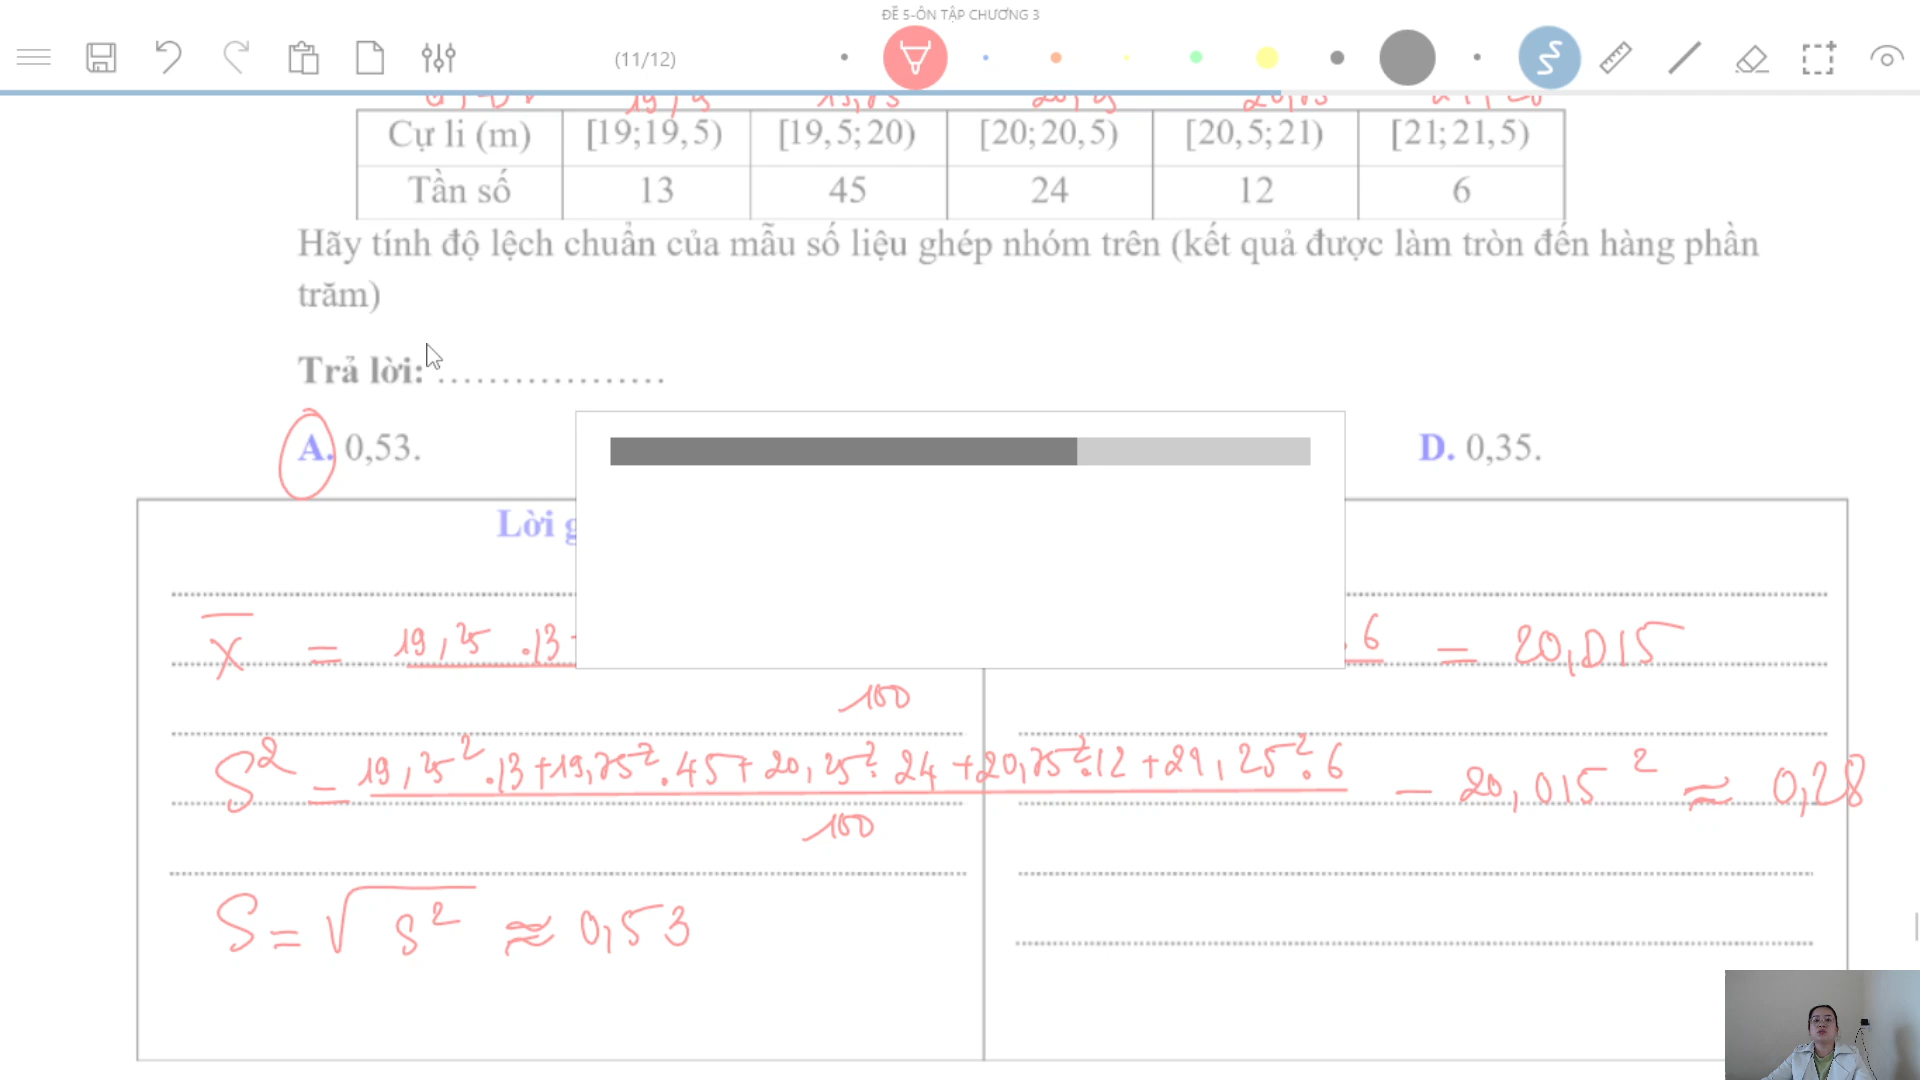 ĐỀ 5-ÔN TẬP CHƯƠNG 3
(11/12)
Cự li (m) [19;19,5) [19,5;20) [20;20,5) [20,5;21) [21;21,5)
Tần số 13 45 24 12 6
Hãy tính độ lệch chuẩn của mẫu số liệu ghép nhóm trên (kết quả được làm tròn đến hàng phần
trăm)
Trả lời: ..................
A. 0,53. D. 0,35.
Lời g
x = 19,25 .13 . 6 = 20,015
100
S² = 19,25².13+19,75².45+20,25².24+20,75².12+21,25².6 - 20,015² ≈ 0,28
100
S = √s² ≈ 0,53